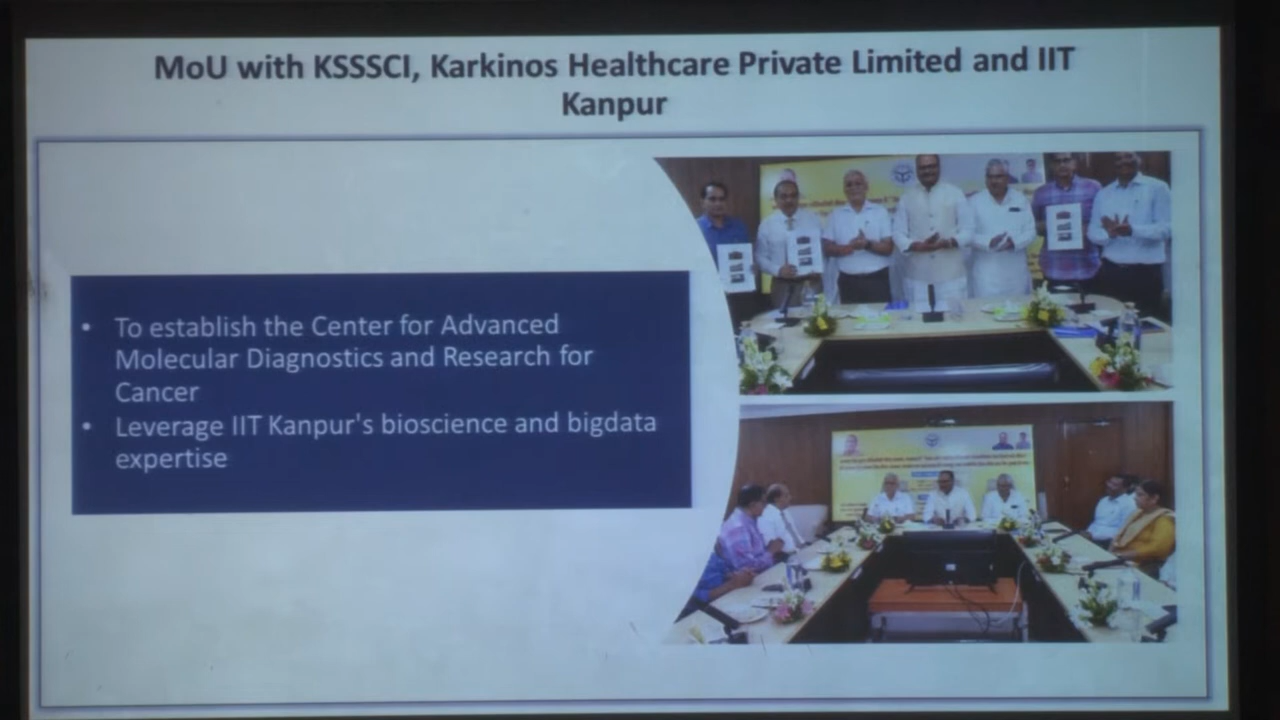 MoU with KSSSCI, Karkinos Healthcare Private Limited and IIT
Kanpur
• To establish the Center for Advanced
Molecular Diagnostics and Research for
Cancer
• Leverage IIT Kanpur's bioscience and bigdata
expertise